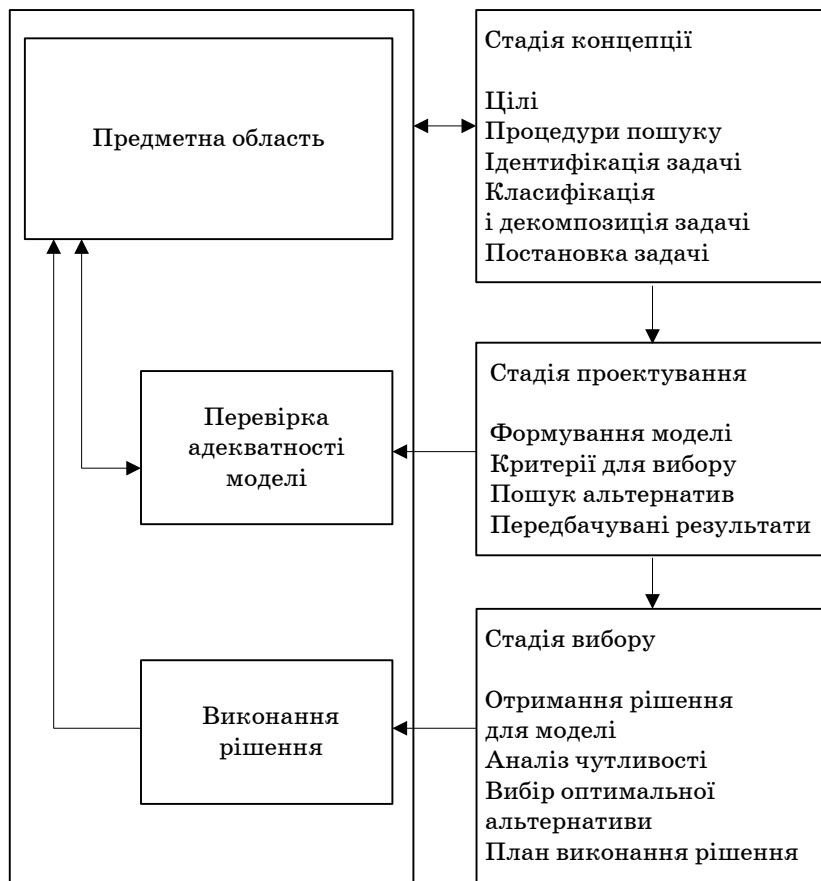 Предметна область
Стадія концепції
Цілі
Процедури пошуку
Ідентифікація задачі
Класифікація
і декомпозиція задачі
Постановка задачі
Перевірка
адекватності
моделі
Стадія проектування
Формування моделі
Критерії для вибору
Пошук альтернатив
Передбачувані результати
Виконання
рішення
Стадія вибору
Отримання рішення
для моделі
Аналіз чутливості
Вибір оптимальної
альтернативи
План виконання рішення